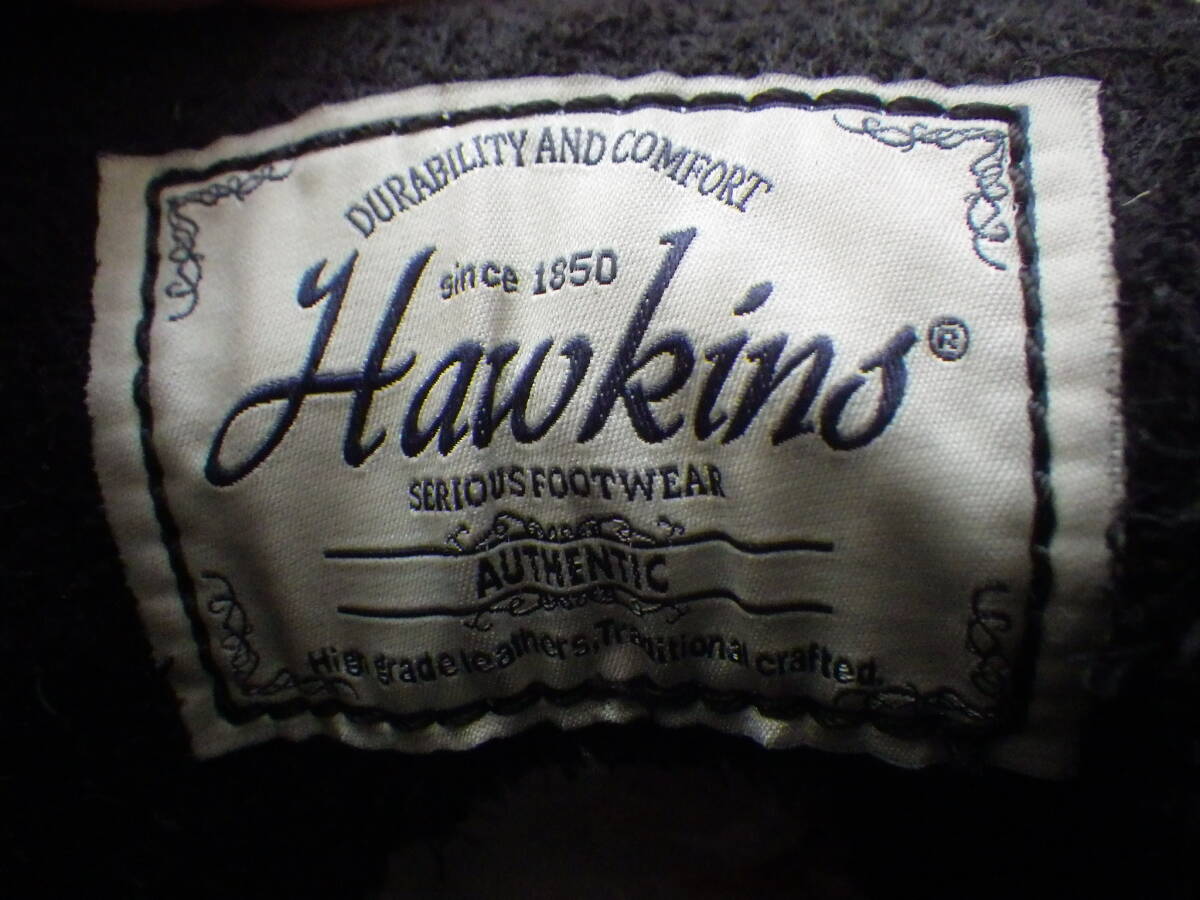 DURABILITY AND COMFORT
since 1850
Hawkins®
SERIOUS FOOTWEAR
AUTHENTIC
High grade leathers, Traditional crafted.